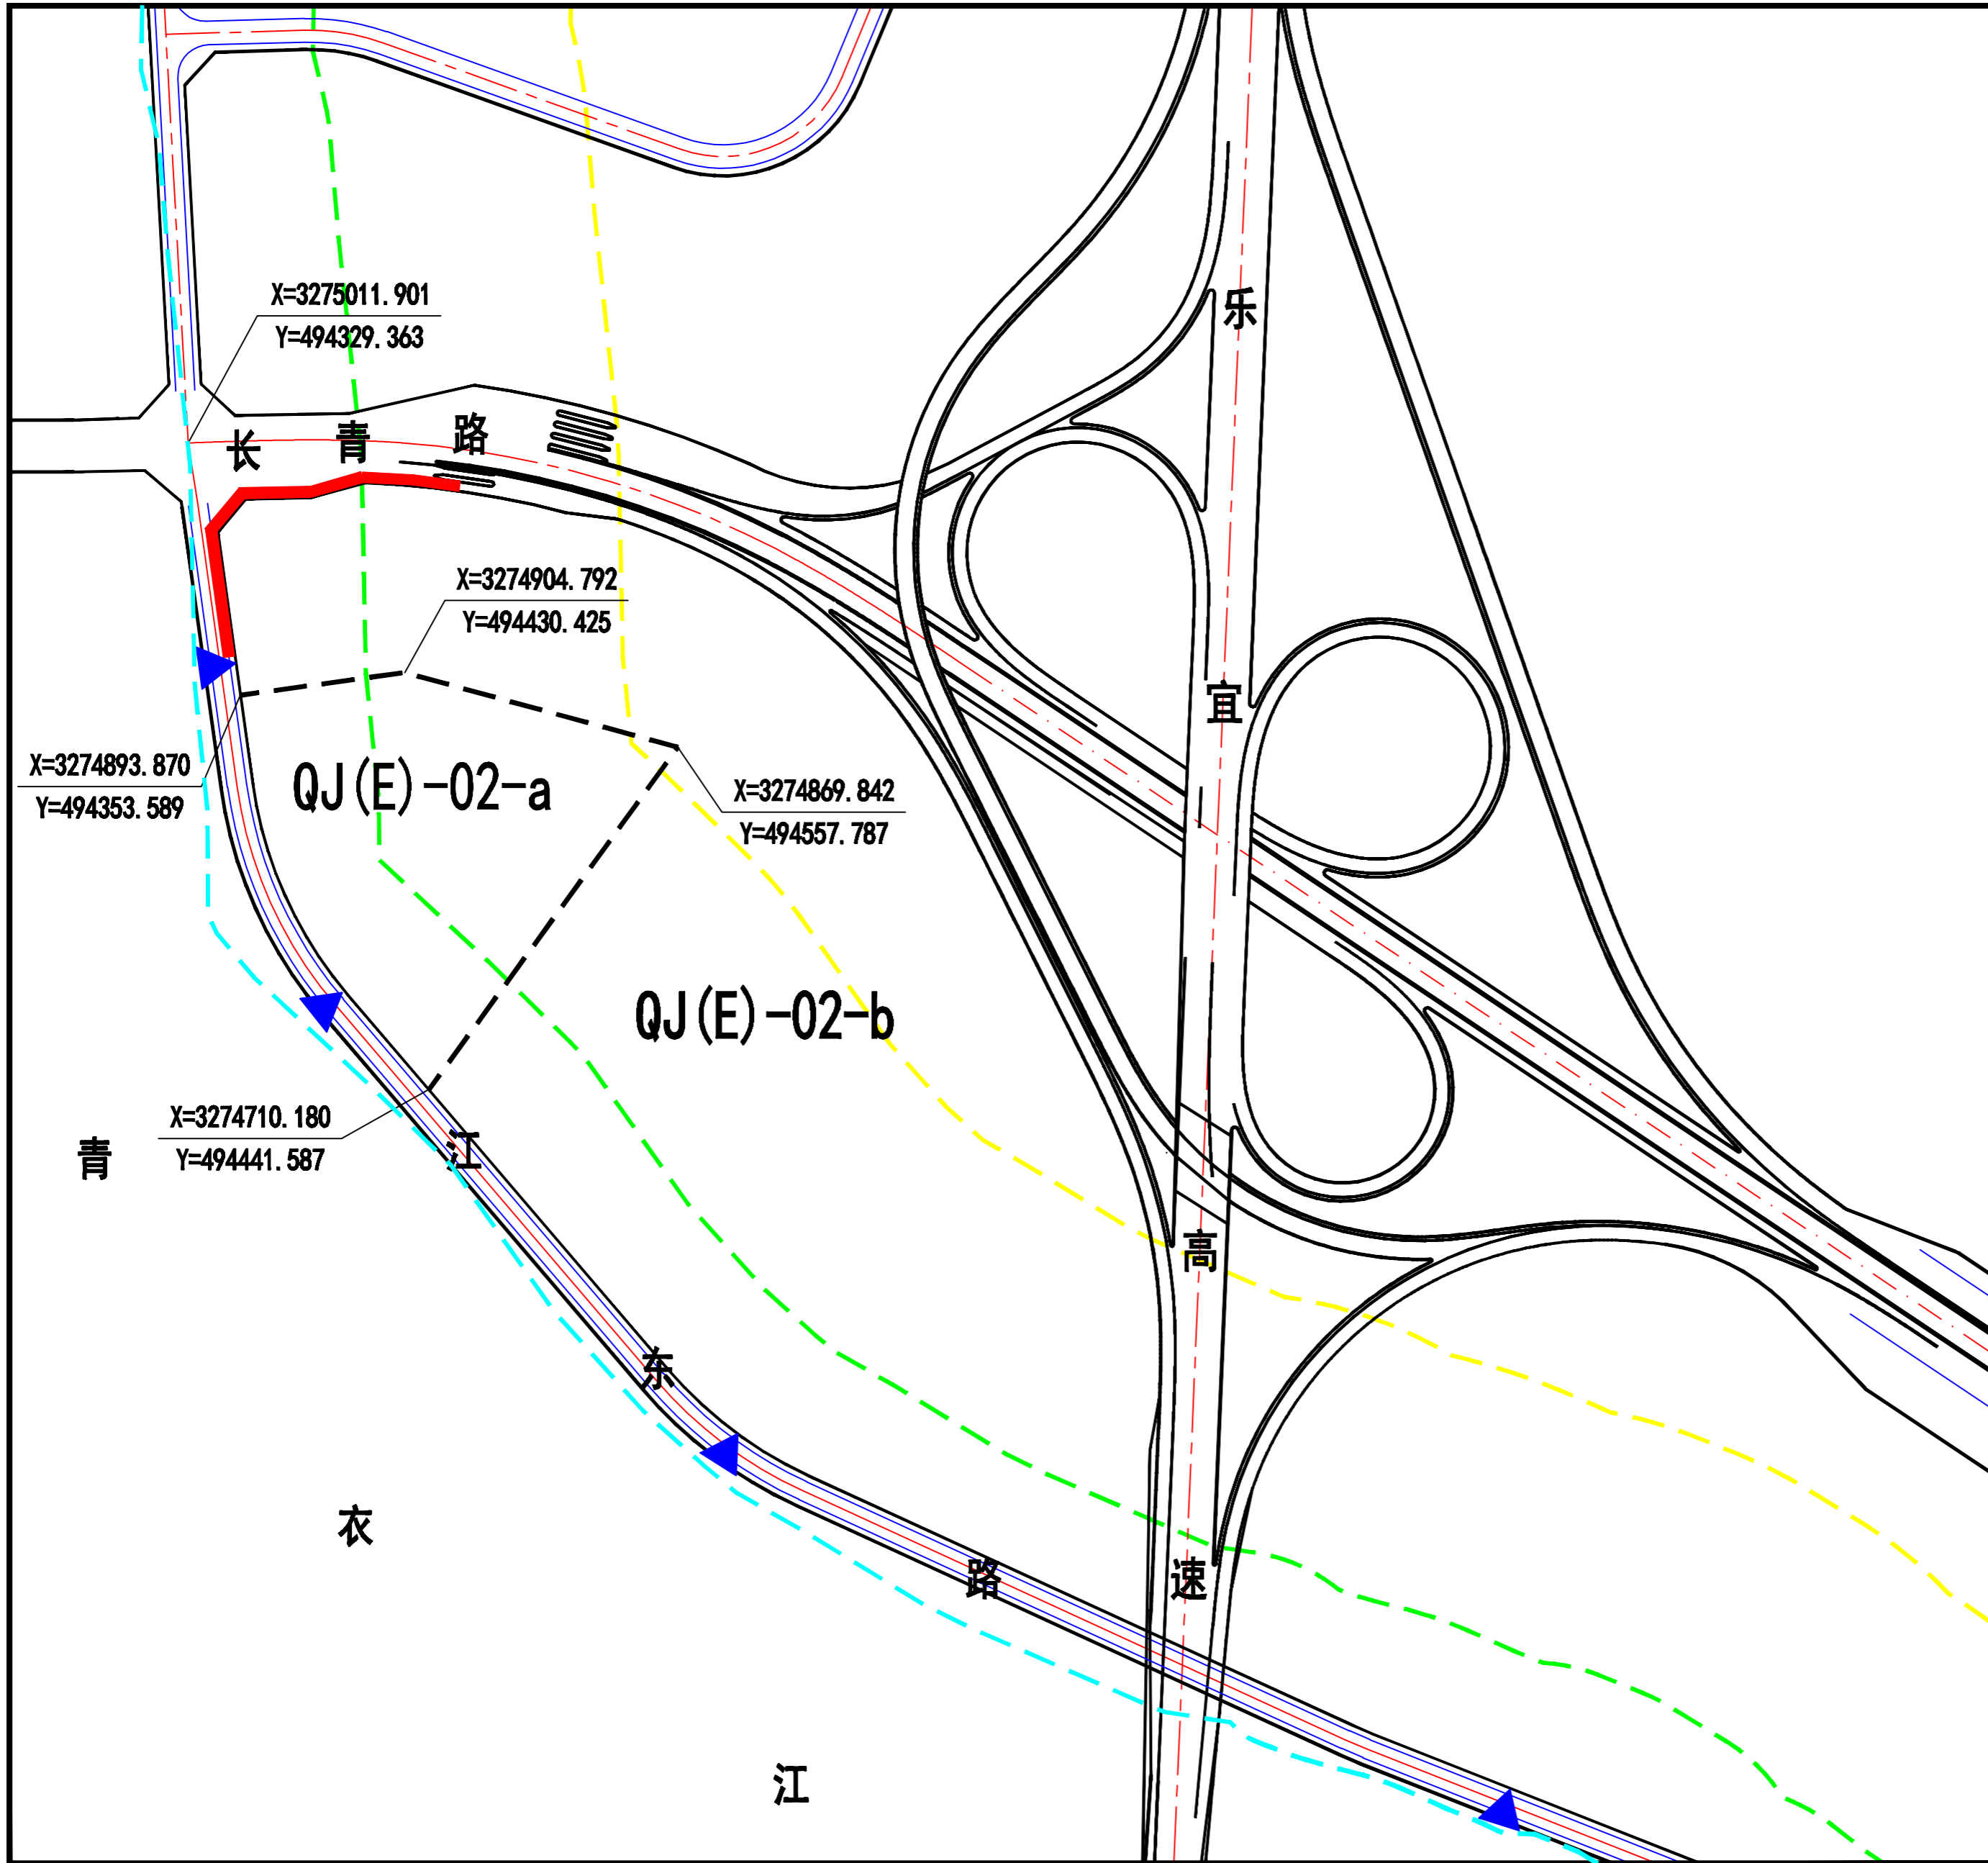 X=3275011.901
Y=494329.363
长青路
X=3274904.792
Y=494430.425
X=3274893.870
Y=494353.589
QJ(E)-02-a
X=3274869.842
Y=494557.787
QJ(E)-02-b
X=3274710.180
Y=494441.587
乐宜高速
江东路
青衣江